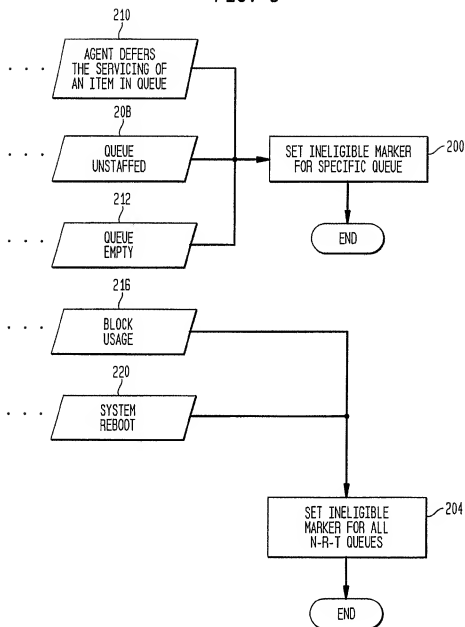 210
AGENT DEFERS
THE SERVICING OF
AN ITEM IN QUEUE
20B
QUEUE
UNSTAFFED
SET INELIGIBLE MARKER
FOR SPECIFIC QUEUE
200
212
QUEUE
EMPTY
END
216
BLOCK
USAGE
220
SYSTEM
REBOOT
SET INELIGIBLE
MARKER FOR ALL
N-R-T QUEUES
204
END